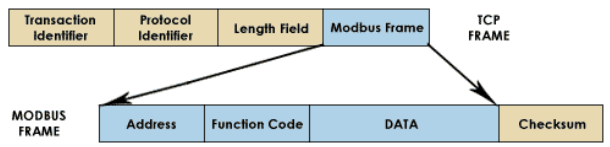 Transaction Identifier
Protocol Identifier
Length Field
Modbus Frame
TCP FRAME
MODBUS FRAME
Address
Function Code
DATA
Checksum